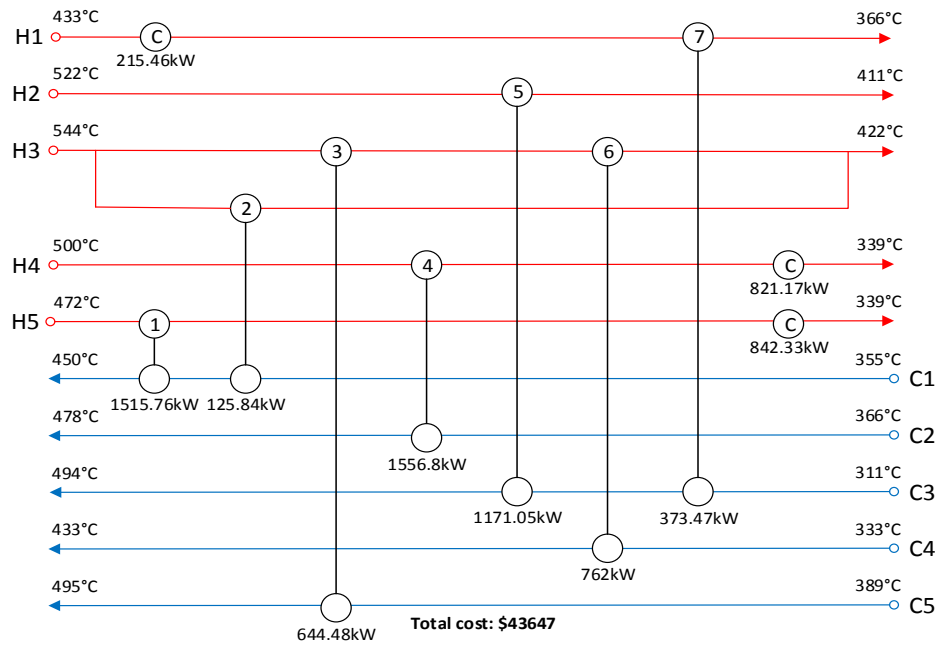 433°C
366°C
H1
C
7
215.46kW
522°C
411°C
H2
5
544°C
422°C
H3
3
6
2
500°C
339°C
H4
4
C
821.17kW
472°C
339°C
H5
1
C
842.33kW
450°C
355°C
C1
1515.76kW
125.84kW
478°C
366°C
C2
1556.8kW
494°C
311°C
C3
1171.05kW
373.47kW
433°C
333°C
C4
762kW
495°C
389°C
C5
644.48kW
Total cost: $43647